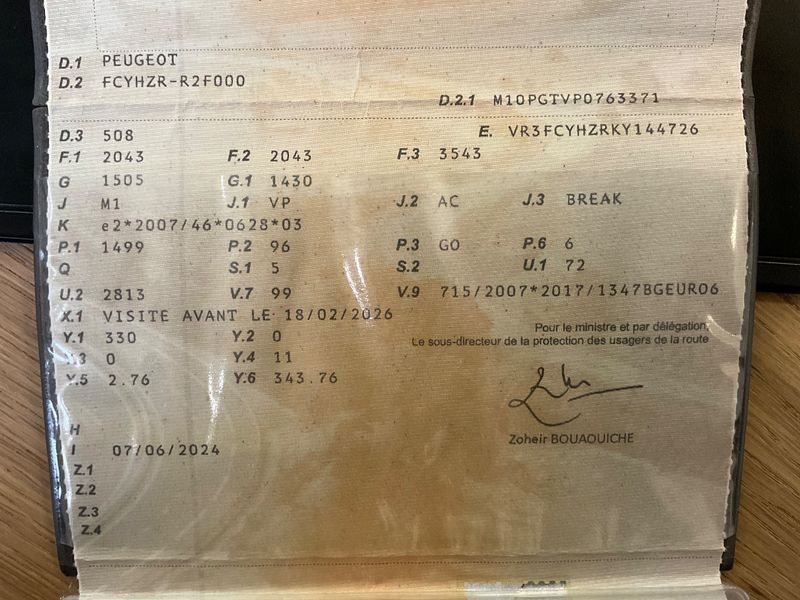 D.1 PEUGEOT
D.2 FCYHZR-R2F000
D.2.1 M10PGTVP0763371
D.3 508 E. VR3FCYHZRKY144726
F.1 2043 F.2 2043 F.3 3543
G 1505 G.1 1430
J M1 J.1 VP J.2 AC J.3 BREAK
K e2*2007/46*0628*03
P.1 1499 P.2 96 P.3 GO P.6 6
Q S.1 5 S.2 U.1 72
U.2 2813 V.7 99 V.9 715/2007*2017/1347BGEURO6
X.1 VISITE AVANT LE 18/02/2026
Pour le ministre et par délégation,
Y.1 330 Y.2 0
Le sous-directeur de la protection des usagers de la route
Y.3 0 Y.4 11
Y.5 2.76 Y.6 343.76
H
Zoheir BOUAOUICHE
I 07/06/2024
Z.1
Z.2
Z.3
Z.4